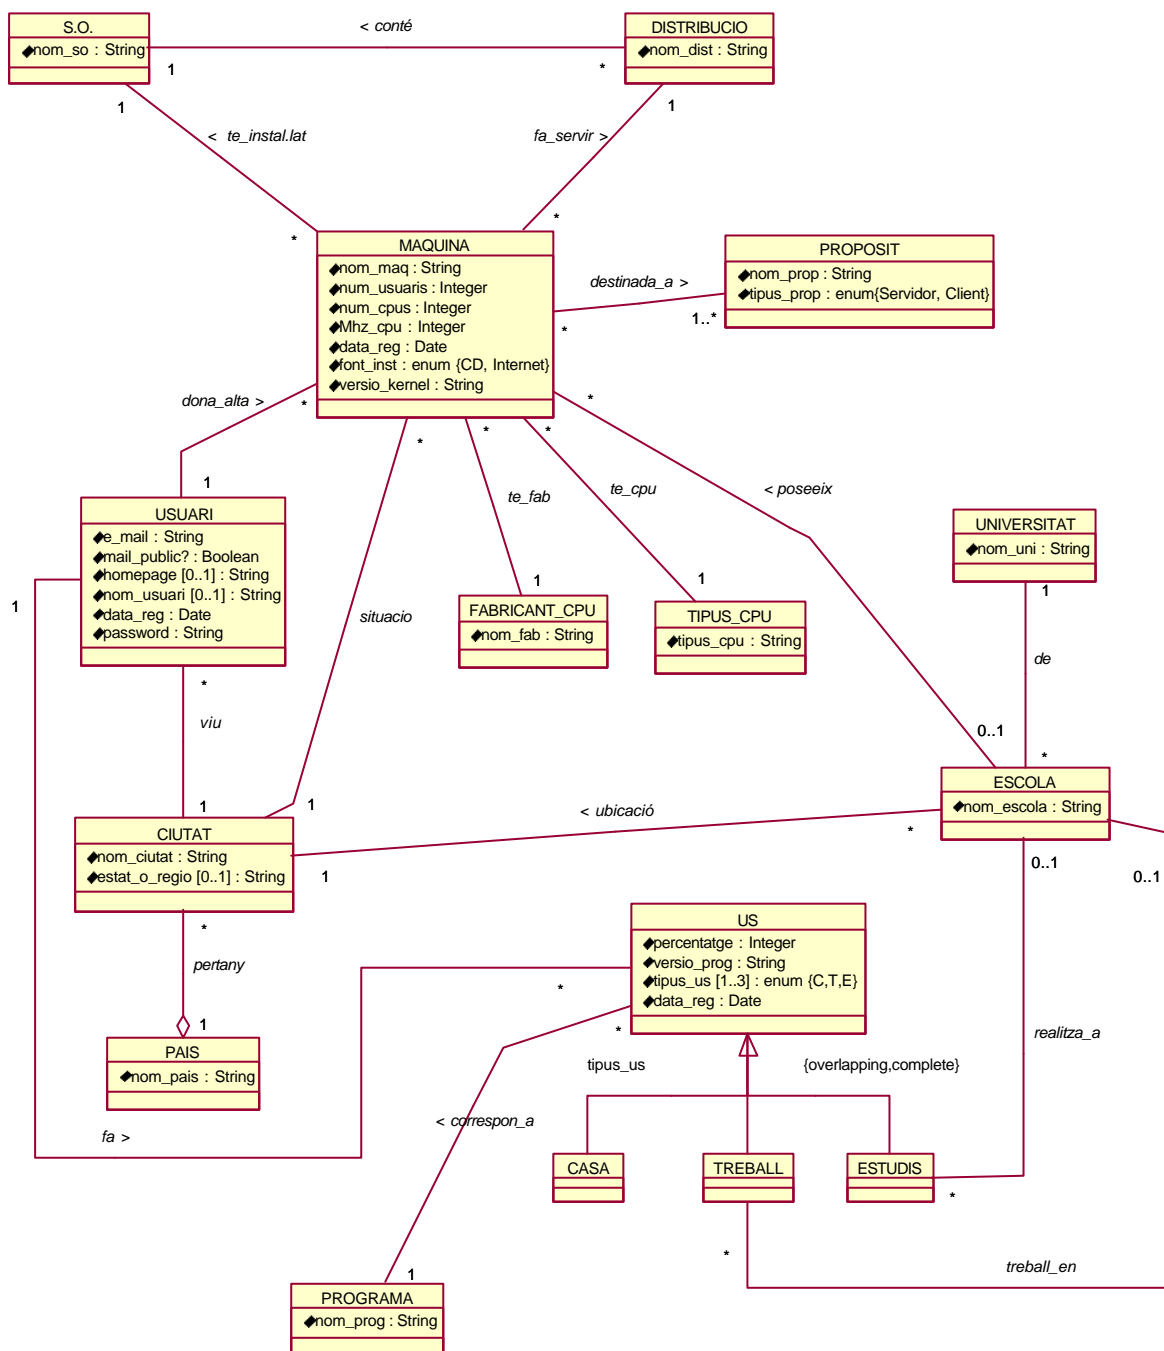 S.O.
nom_so : String
< conté
DISTRIBUCIO
nom_dist : String
1
*
1
1
< te_instal.lat
fa_servir >
*
*
MAQUINA
nom_maq : String
num_usuaris : Integer
num_cpus : Integer
Mhz_cpu : Integer
data_reg : Date
font_inst : enum {CD, Internet}
versio_kernel : String
PROPOSIT
nom_prop : String
tipus_prop : enum{Servidor, Client}
destinada_a >
1..*
*
dona_alta >
*
*
*
*
*
1
te_fab
te_cpu
< poseeix
USUARI
e_mail : String
mail_public? : Boolean
homepage [0..1] : String
nom_usuari [0..1] : String
data_reg : Date
password : String
1
UNIVERSITAT
nom_uni : String
1
1
1
FABRICANT_CPU
nom_fab : String
TIPUS_CPU
tipus_cpu : String
situacio
de
*
viu
0..1
*
1
1
ESCOLA
nom_escola : String
CIUTAT
nom_ciutat : String
estat_o_regio [0..1] : String
< ubicació
*
1
0..1
0..1
*
pertany
1
PAIS
nom_pais : String
US
percentatge : Integer
versio_prog : String
tipus_us [1..3] : enum {C,T,E}
data_reg : Date
*
*
realitza_a
tipus_us
{overlapping,complete}
< correspon_a
fa >
CASA
TREBALL
ESTUDIS
*
*
treball_en
1
PROGRAMA
nom_prog : String